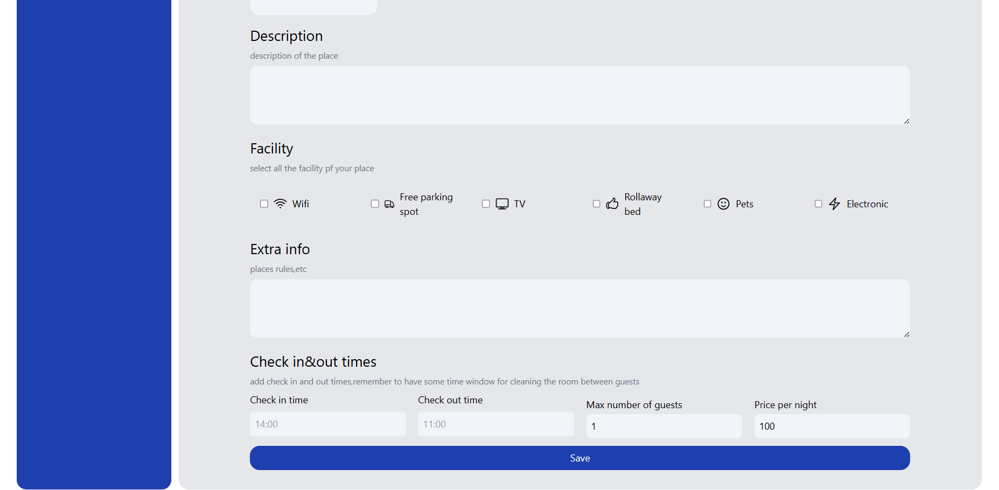 Description
description of the place
Facility
select all the facility pf your place
Wifi
Free parking
spot
TV
Rollaway
bed
Pets
Electronic
Extra info
places rules,etc
Check in&out times
add check in and out times,remember to have some time window for cleaning the room between guests
Check in time
Check out time
Max number of guests
Price per night
14:00
11:00
1
100
Save